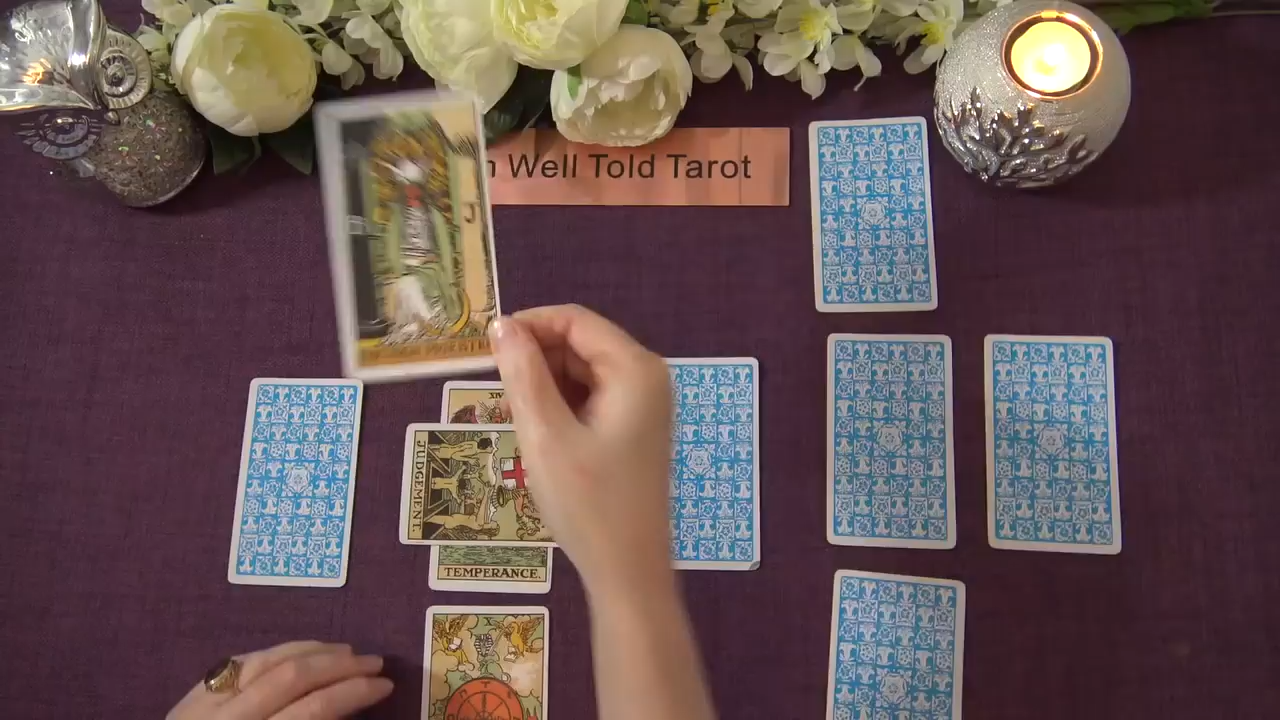 n Well Told Tarot
J
XIV
JUDGEMENT.
TEMPERANCE.
X